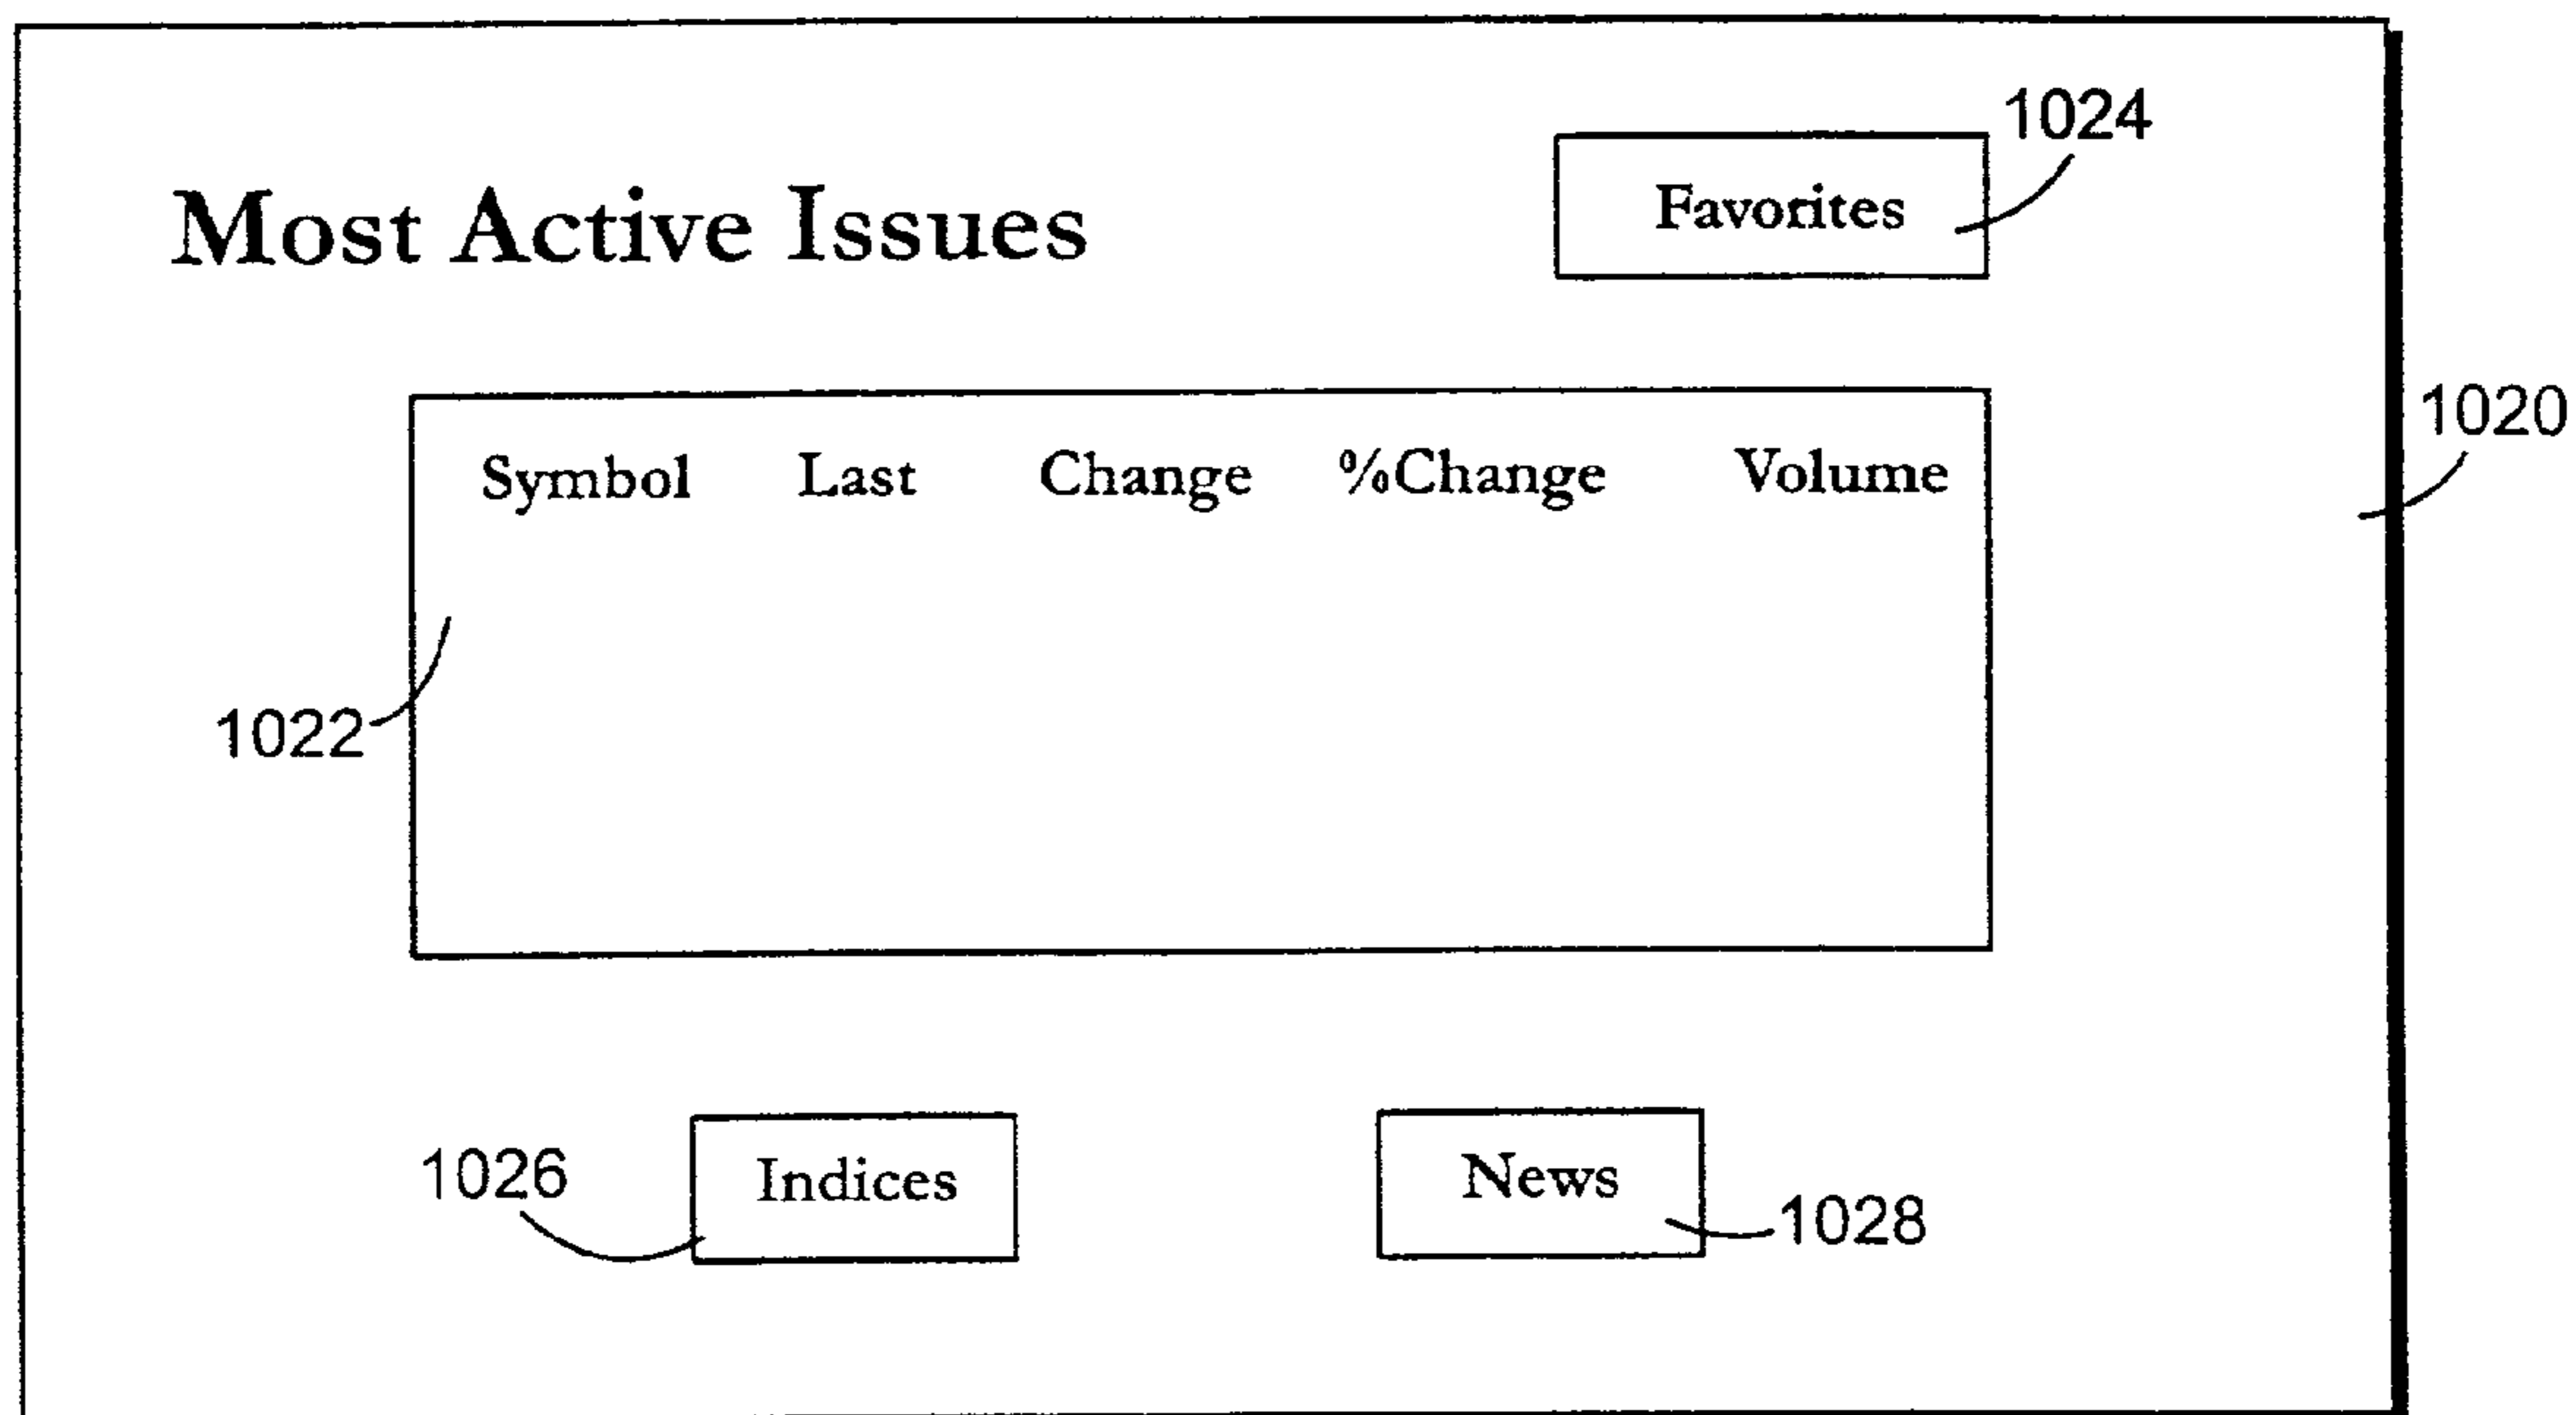 1024
Favorites
Most Active Issues
1020
Symbol Last Change %Change Volume
1022
1026 Indices News 1028